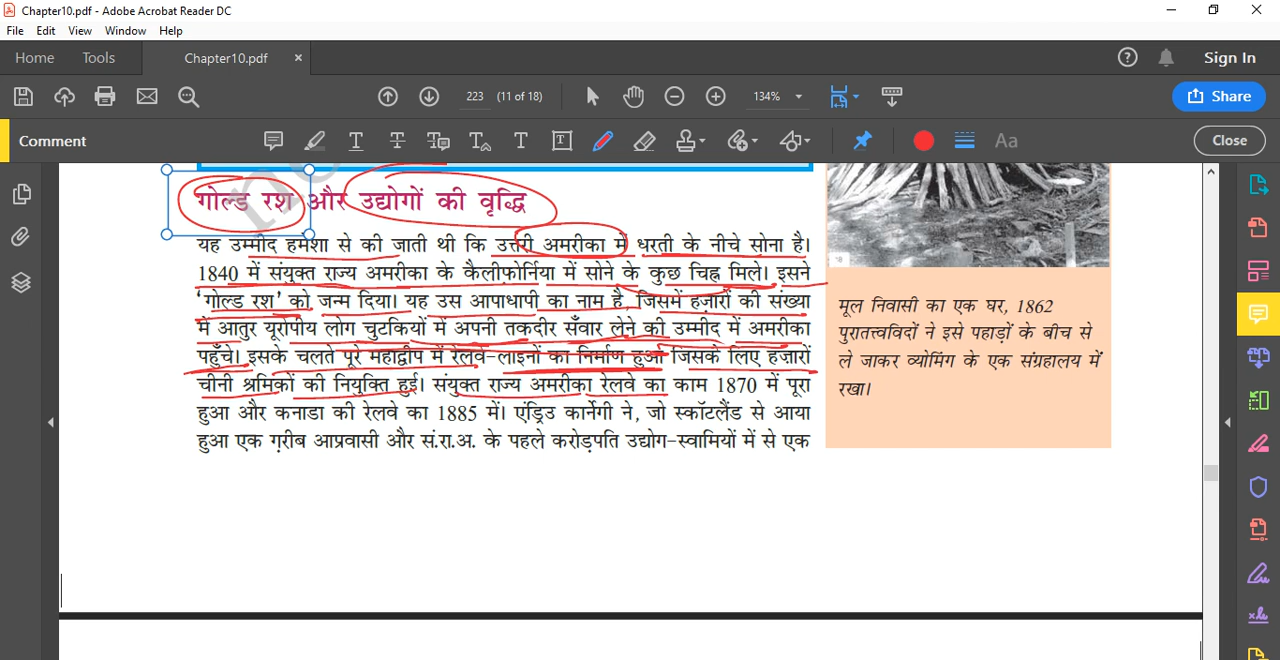 Chapter10.pdf - Adobe Acrobat Reader DC
File Edit View Window Help
Home Tools Chapter10.pdf × Sign In
223 (11 of 18) 134% Share
Comment Aa Close
गोल्ड रश और उद्योगों की वृद्धि
यह उम्मीद हमेशा से की जाती थी कि उत्तरी अमरीका में धरती के नीचे सोना है।
1840 में संयुक्त राज्य अमरीका के कैलीफ़ोर्निया में सोने के कुछ चिह्न मिले। इसने
‘गोल्ड रश’ को जन्म दिया। यह उस आपाधापी का नाम है, जिसमें हज़ारों की संख्या
में आतुर यूरोपीय लोग चुटकियों में अपनी तकदीर सँवार लेने की उम्मीद में अमरीका
पहुँचे। इसके चलते पूरे महाद्वीप में रेलवे-लाइनों का निर्माण हुआ जिसके लिए हज़ारों
चीनी श्रमिकों की नियुक्ति हुई। संयुक्त राज्य अमरीका रेलवे का काम 1870 में पूरा
हुआ और कनाडा की रेलवे का 1885 में। एंड्रिउ कार्नेगी ने, जो स्कॉटलैंड से आया
हुआ एक ग़रीब आप्रवासी और सं.रा.अ. के पहले करोड़पति उद्योग-स्वामियों में से एक
मूल निवासी का एक घर, 1862
पुरातत्त्वविदों ने इसे पहाड़ों के बीच से
ले जाकर व्योमिंग के एक संग्रहालय में
रखा।